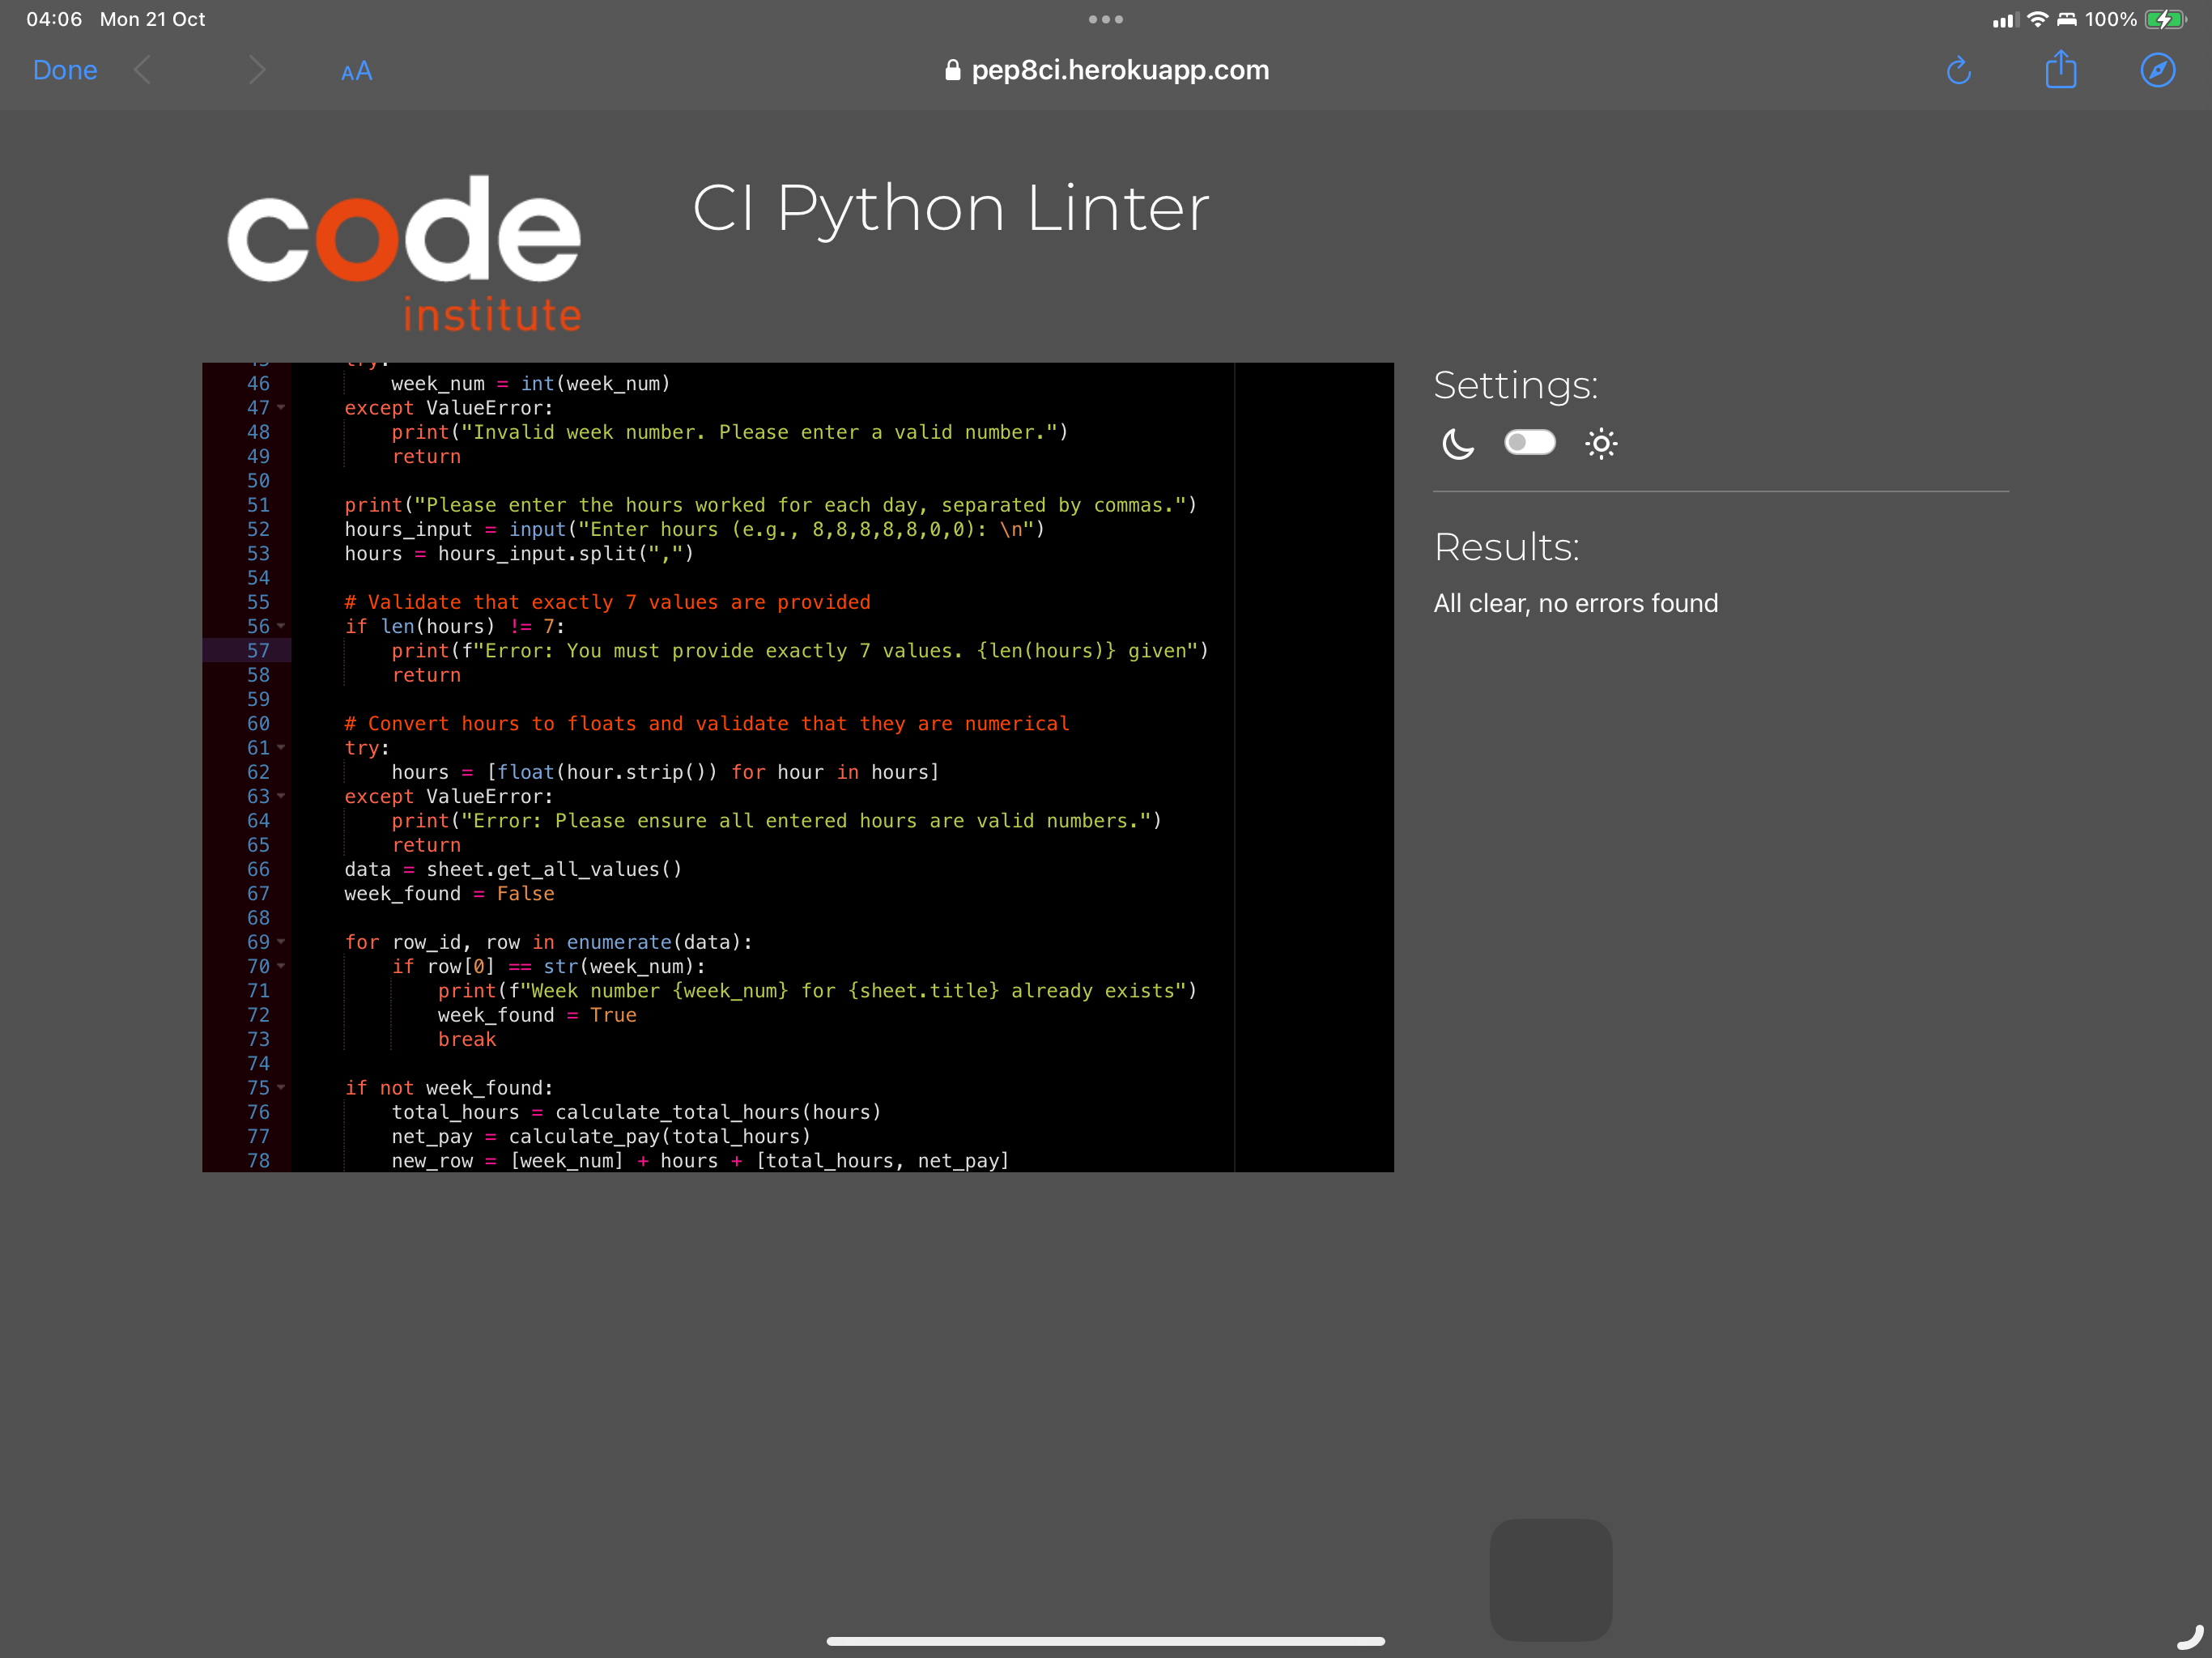 04:06 Mon 21 Oct
100%
Done
AA
pep8ci.herokuapp.com
code
institute
CI Python Linter
46 week_num = int(week_num)
47 except ValueError:
48 print("Invalid week number. Please enter a valid number.")
49 return
50
51 print("Please enter the hours worked for each day, separated by commas.")
52 hours_input = input("Enter hours (e.g., 8,8,8,8,8,0,0): \n")
53 hours = hours_input.split(",")
54
55 # Validate that exactly 7 values are provided
56 if len(hours) != 7:
57 print(f"Error: You must provide exactly 7 values. {len(hours)} given")
58 return
59
60 # Convert hours to floats and validate that they are numerical
61 try:
62 hours = [float(hour.strip()) for hour in hours]
63 except ValueError:
64 print("Error: Please ensure all entered hours are valid numbers.")
65 return
66 data = sheet.get_all_values()
67 week_found = False
68
69 for row_id, row in enumerate(data):
70 if row[0] == str(week_num):
71 print(f"Week number {week_num} for {sheet.title} already exists")
72 week_found = True
73 break
74
75 if not week_found:
76 total_hours = calculate_total_hours(hours)
77 net_pay = calculate_pay(total_hours)
78 new_row = [week_num] + hours + [total_hours, net_pay]
Settings:
Results:
All clear, no errors found